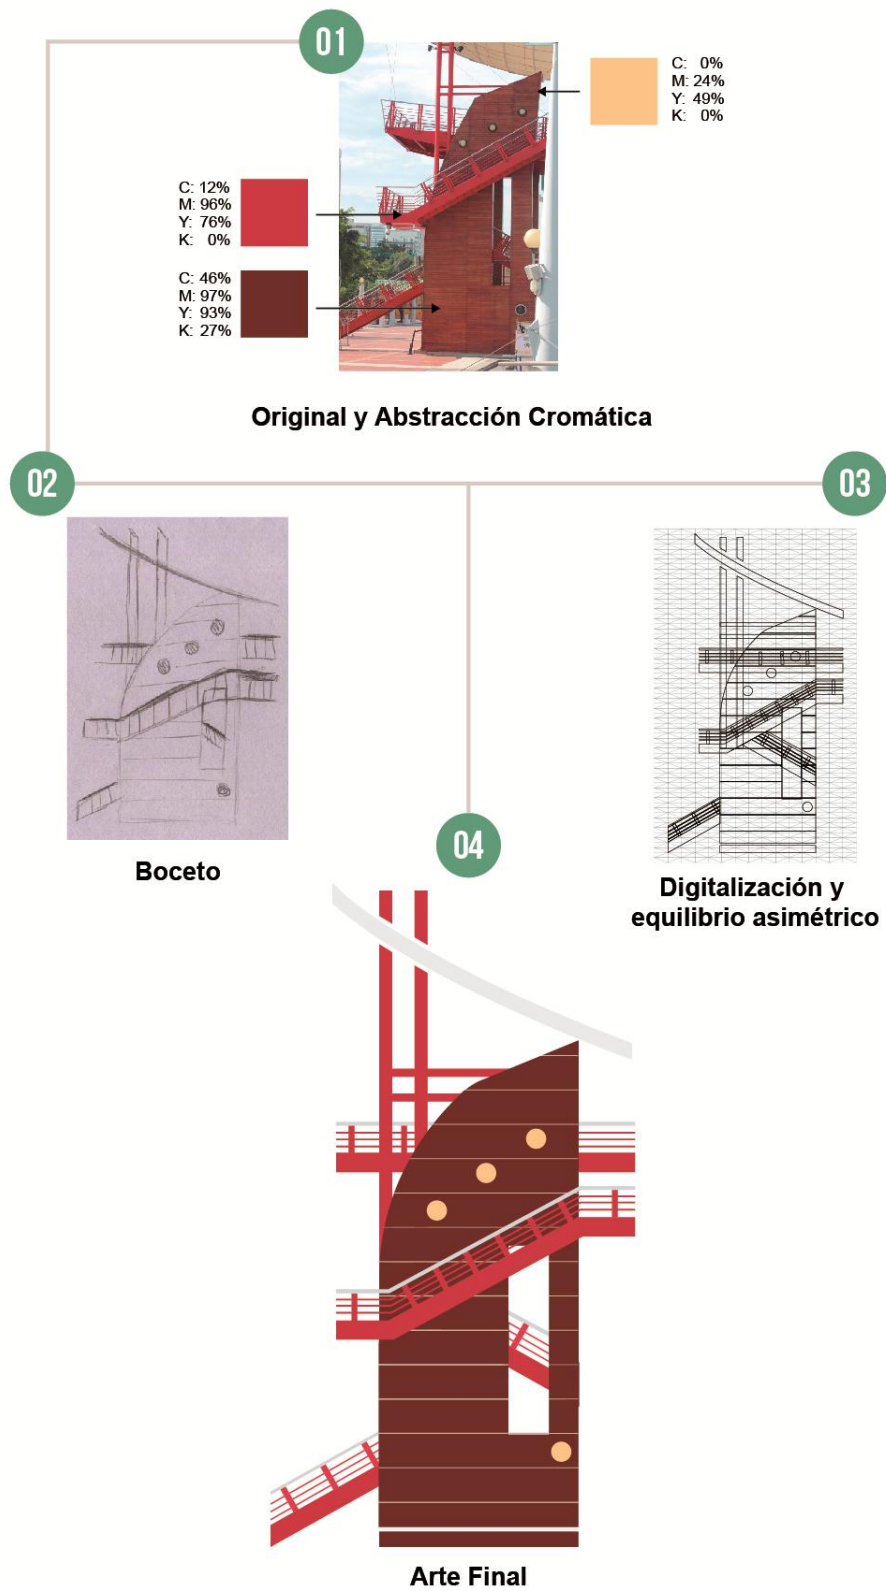 01
C: 0%
M: 24%
Y: 49%
K: 0%
C: 12%
M: 96%
Y: 76%
K: 0%
C: 46%
M: 97%
Y: 93%
K: 27%
Original y Abstracción Cromática
02
03
Boceto
Digitalización y
equilibrio asimétrico
04
Arte Final